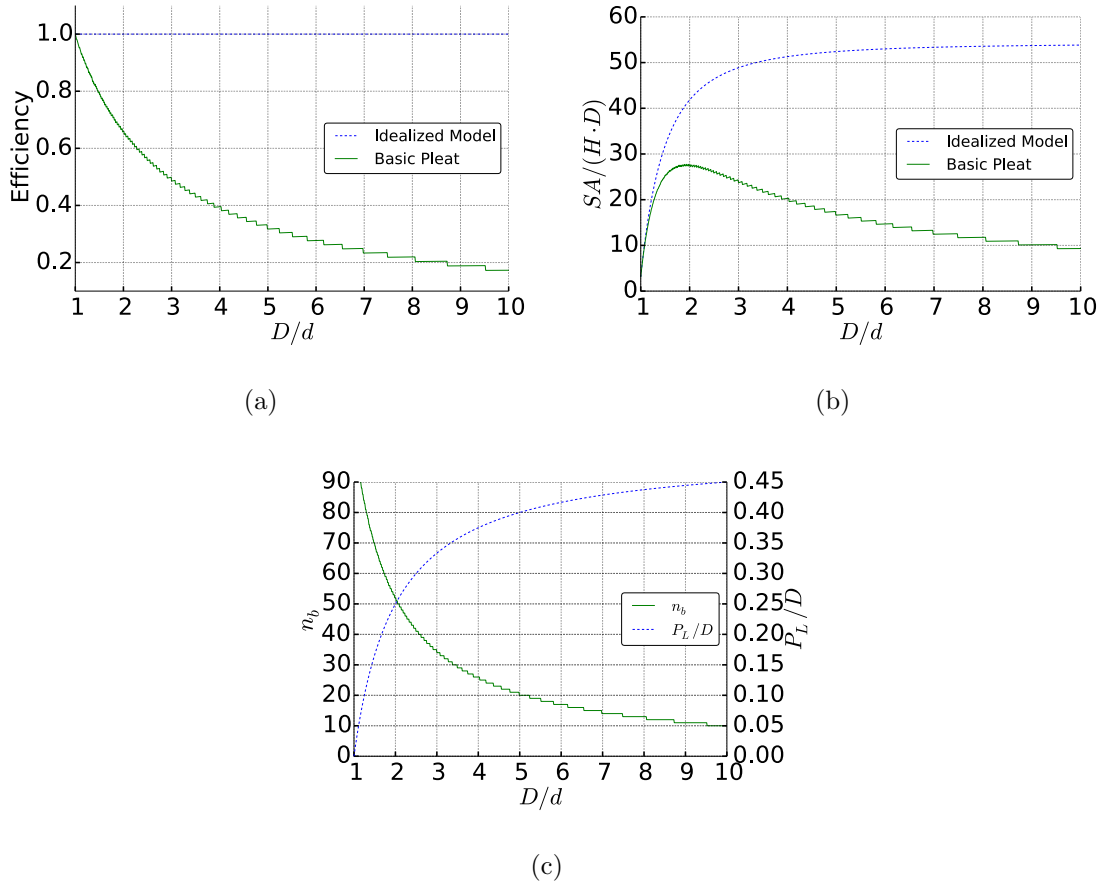 1.0
0.8
0.6
0.4
0.2
Efficiency
1 2 3 4 5 6 7 8 9 10
D/d
Idealized Model
Basic Pleat
(a)
60
50
40
30
20
10
0
SA/(H·D)
1 2 3 4 5 6 7 8 9 10
D/d
Idealized Model
Basic Pleat
(b)
90
80
70
60
50
40
30
20
10
0
n_b
1 2 3 4 5 6 7 8 9 10
D/d
n_b
P_L/D
0.45
0.40
0.35
0.30
0.25
0.20
0.15
0.10
0.05
0.00
P_L/D
(c)